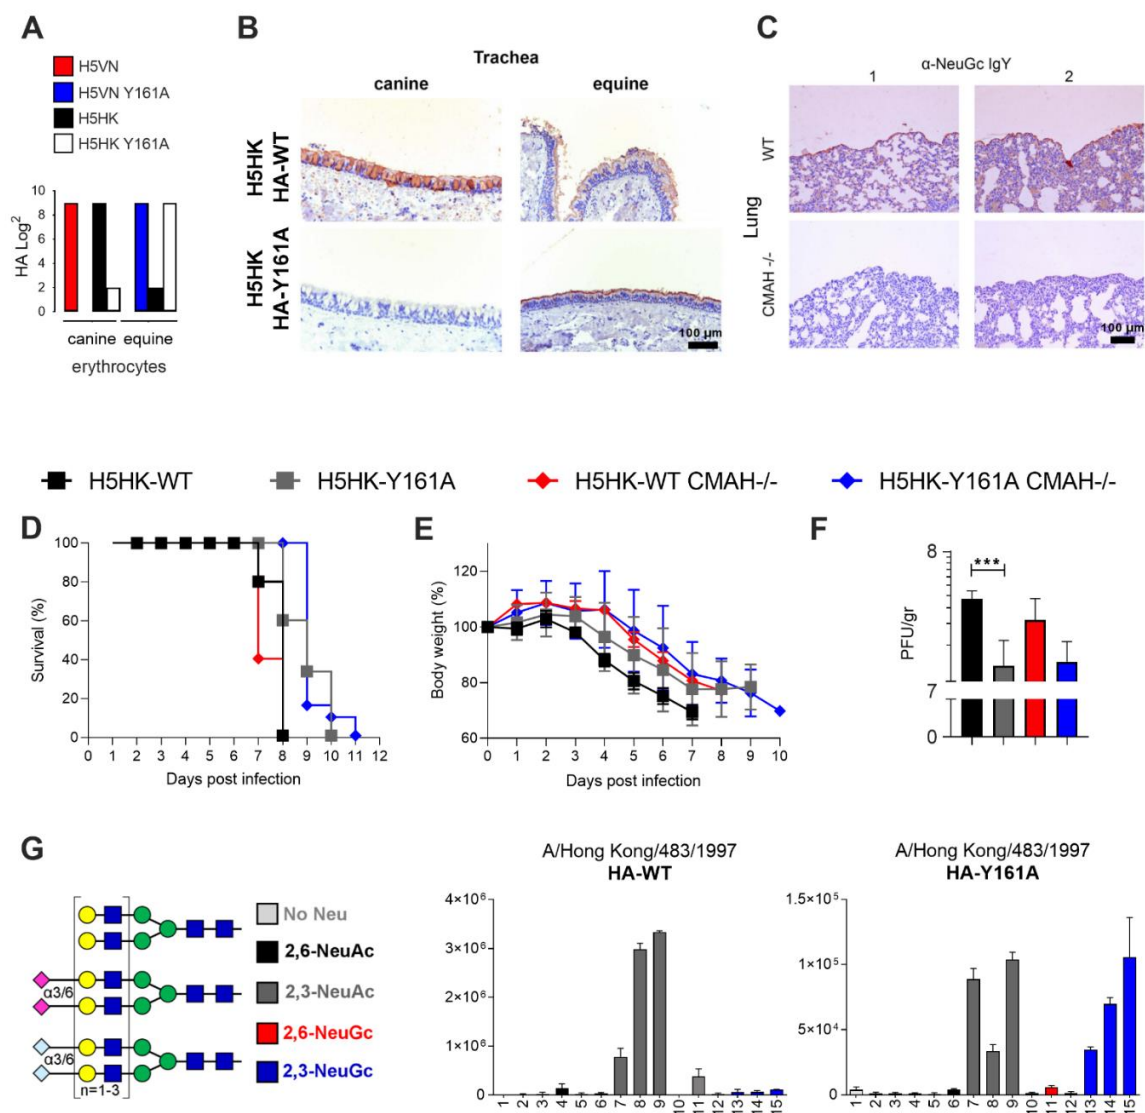 A
H5VN
H5VN Y161A
H5HK
H5HK Y161A
HA Log²
10
8
6
4
2
0
canine equine
erythrocytes
B
Trachea
canine equine
H5HK
HA-WT
H5HK
HA-Y161A
100 µm
C
α-NeuGc IgY
1 2
Lung
WT
CMAH -/-
100 µm
H5HK-WT H5HK-Y161A H5HK-WT CMAH-/- H5HK-Y161A CMAH-/-
D
Survival (%)
100
80
60
40
20
0
0 1 2 3 4 5 6 7 8 9 10 11 12
Days post infection
E
Body weight (%)
120
100
80
60
0 1 2 3 4 5 6 7 8 9 10
Days post infection
F
PFU/gr
8
7
0
***
G
α3/6
α3/6
n=1-3
No Neu
2,6-NeuAc
2,3-NeuAc
2,6-NeuGc
2,3-NeuGc
A/Hong Kong/483/1997
HA-WT
4×10⁶
3×10⁶
2×10⁶
1×10⁶
0
1 2 3 4 5 6 7 8 9 10 11 12 13 14 15
A/Hong Kong/483/1997
HA-Y161A
1.5×10⁵
1×10⁵
5×10⁴
0
1 2 3 4 5 6 7 8 9 10 11 12 13 14 15